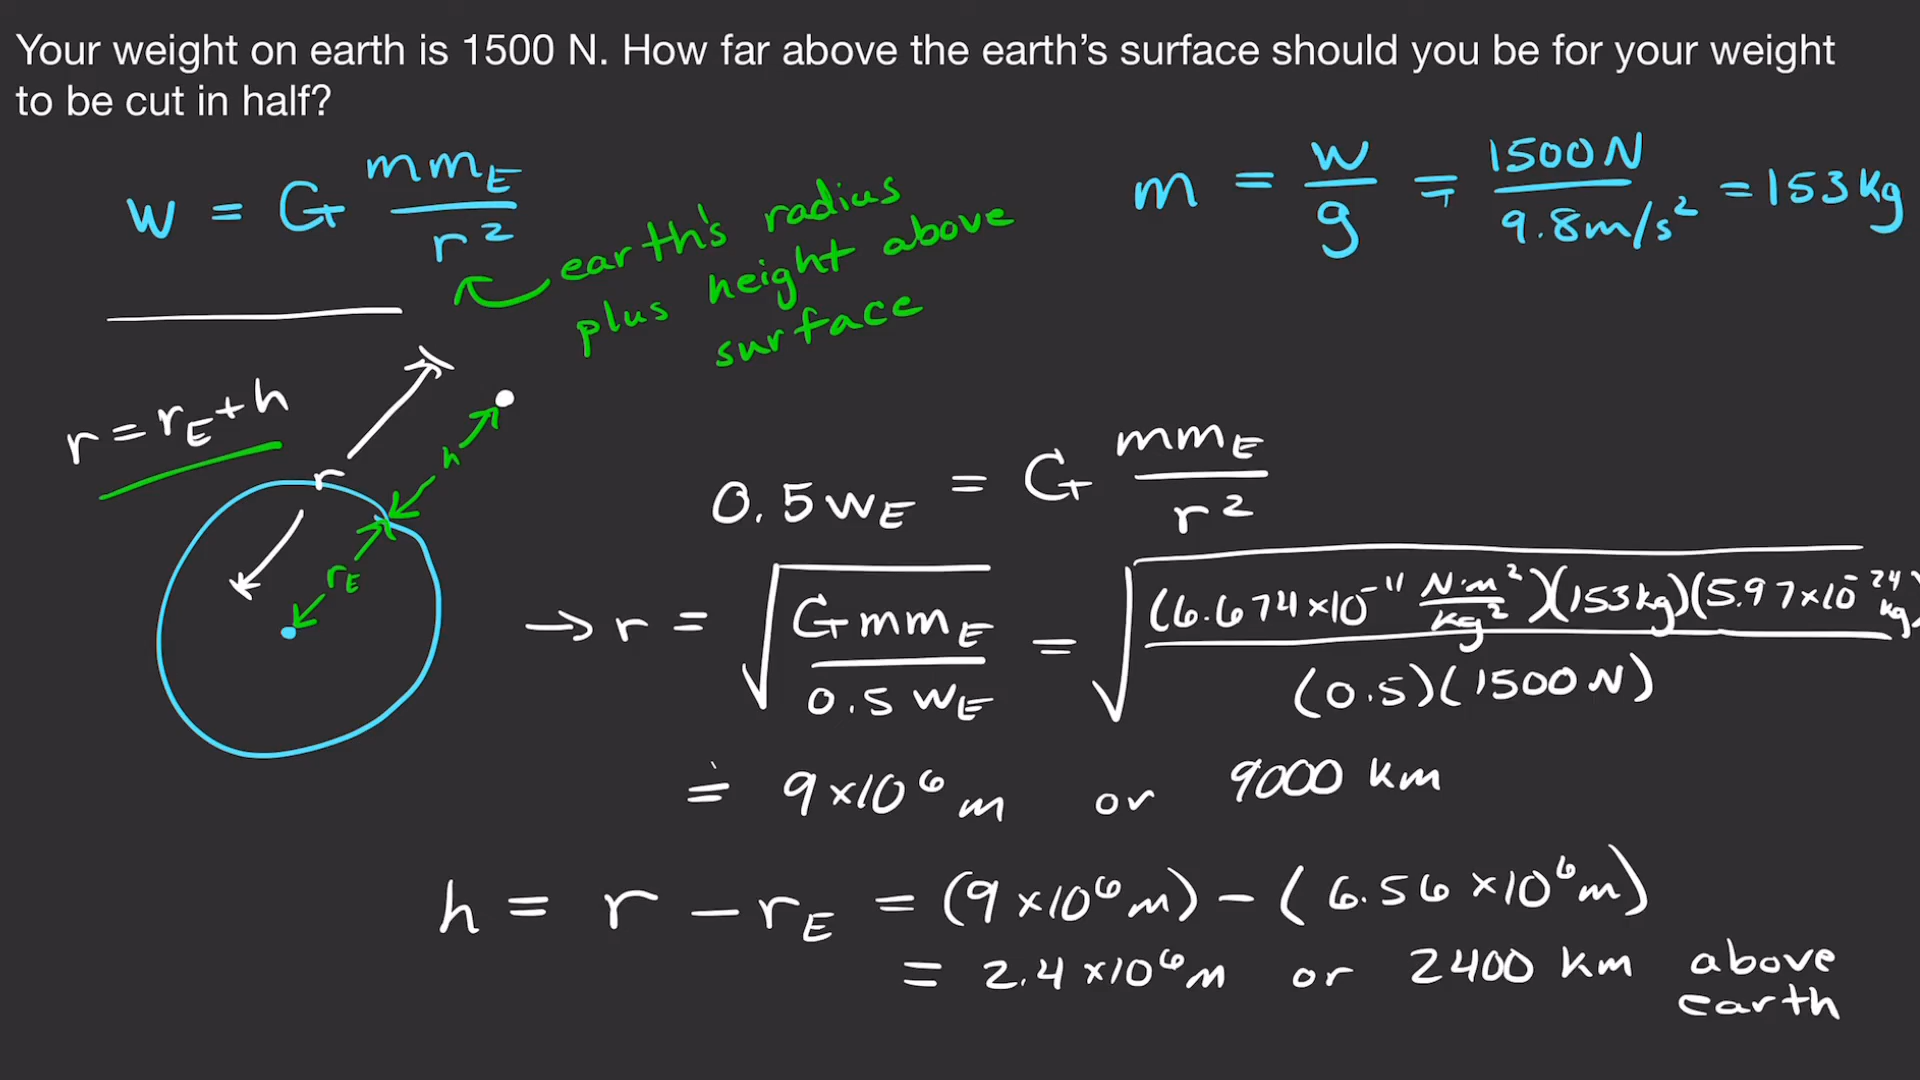 Your weight on earth is 1500 N. How far above the earth's surface should you be for your weight
to be cut in half?
w = G mm_E / r²
earth's radius
plus height above
surface
m = w / g = 1500 N / 9.8 m/s² = 153 kg
r = r_E + h
r
h
r_E
0.5 w_E = G mm_E / r²
→ r = √(G m m_E / 0.5 w_E) = √((6.674 × 10⁻¹¹ N·m²/kg²)(153 kg)(5.97 × 10⁻²⁴ kg) / (0.5)(1500 N))
= 9 × 10⁶ m or 9000 km
h = r − r_E = (9 × 10⁶ m) − (6.56 × 10⁶ m)
= 2.4 × 10⁶ m or 2400 km above
earth